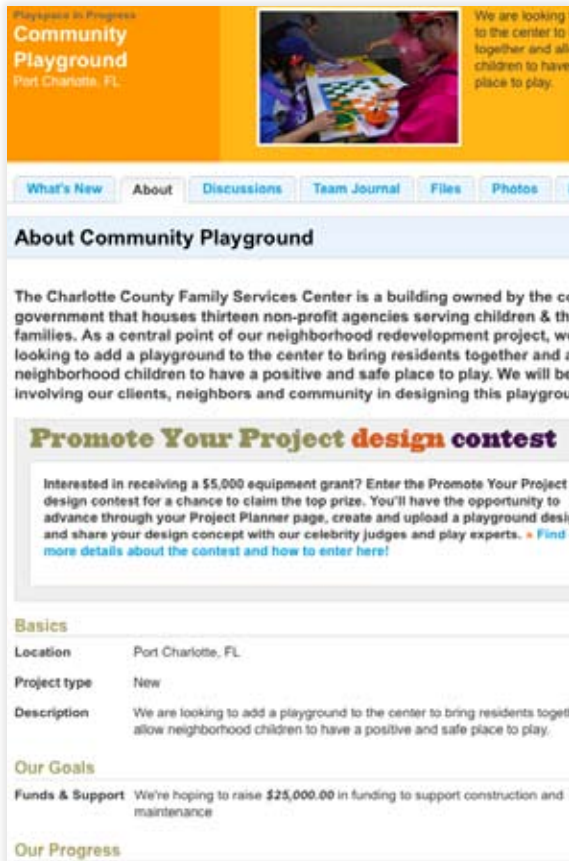 Playspace in Progress
Community
Playground
Port Charlotte, FL
We are looking
to the center to
together and all
children to have
place to play.
What's New
About
Discussions
Team Journal
Files
Photos
About Community Playground
The Charlotte County Family Services Center is a building owned by the co
government that houses thirteen non-profit agencies serving children & th
families. As a central point of our neighborhood redevelopment project, we
looking to add a playground to the center to bring residents together and a
neighborhood children to have a positive and safe place to play. We will be
involving our clients, neighbors and community in designing this playgrou
Promote Your Project design contest
Interested in receiving a $5,000 equipment grant? Enter the Promote Your Project
design contest for a chance to claim the top prize. You'll have the opportunity to
advance through your Project Planner page, create and upload a playground desi
and share your design concept with our celebrity judges and play experts. » Find
more details about the contest and how to enter here!
Basics
Location Port Charlotte, FL
Project type New
Description We are looking to add a playground to the center to bring residents togeth
allow neighborhood children to have a positive and safe place to play.
Our Goals
Funds & Support We're hoping to raise $25,000.00 in funding to support construction and
maintenance
Our Progress